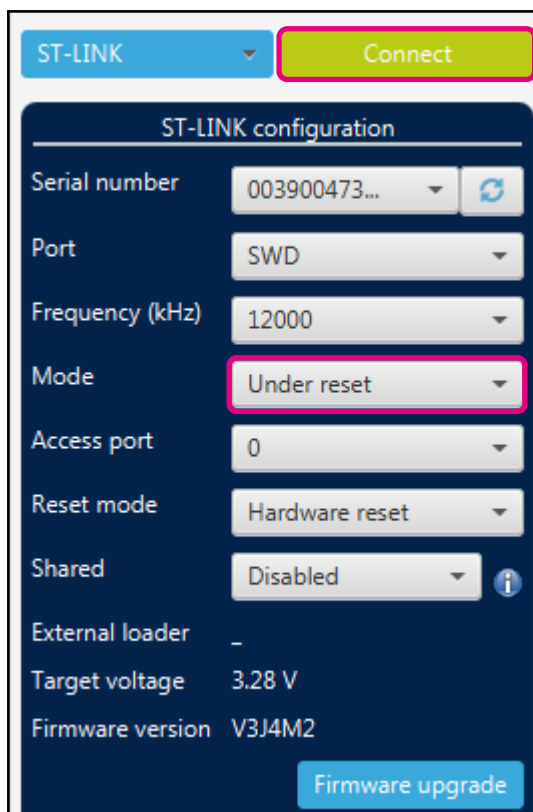 ST-LINK Connect
ST-LINK configuration
Serial number 003900473...
Port SWD
Frequency (kHz) 12000
Mode Under reset
Access port 0
Reset mode Hardware reset
Shared Disabled
External loader _
Target voltage 3.28 V
Firmware version V3J4M2
Firmware upgrade